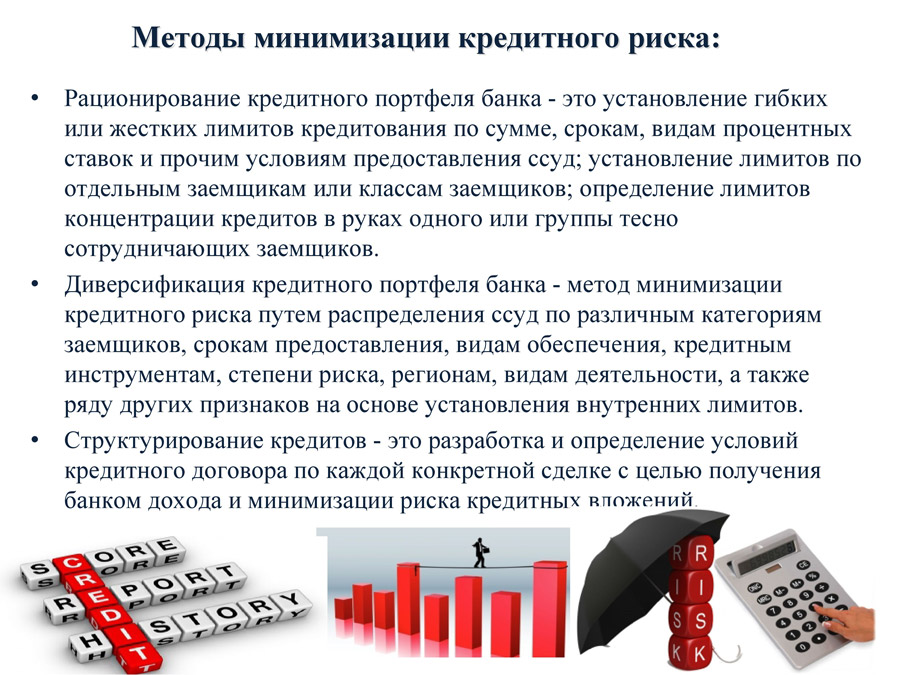 Методы минимизации кредитного риска:
• Рационирование кредитного портфеля банка - это установление гибких
или жестких лимитов кредитования по сумме, срокам, видам процентных
ставок и прочим условиям предоставления ссуд; установление лимитов по
отдельным заемщикам или классам заемщиков; определение лимитов
концентрации кредитов в руках одного или группы тесно
сотрудничающих заемщиков.
• Диверсификация кредитного портфеля банка - метод минимизации
кредитного риска путем распределения ссуд по различным категориям
заемщиков, срокам предоставления, видам обеспечения, кредитным
инструментам, степени риска, регионам, видам деятельности, а также
ряду других признаков на основе установления внутренних лимитов.
• Структурирование кредитов - это разработка и определение условий
кредитного договора по каждой конкретной сделке с целью получения
банком дохода и минимизации риска кредитных вложений.
SCORE
CREDIT
REPORT
HISTORY
RISK
RISK